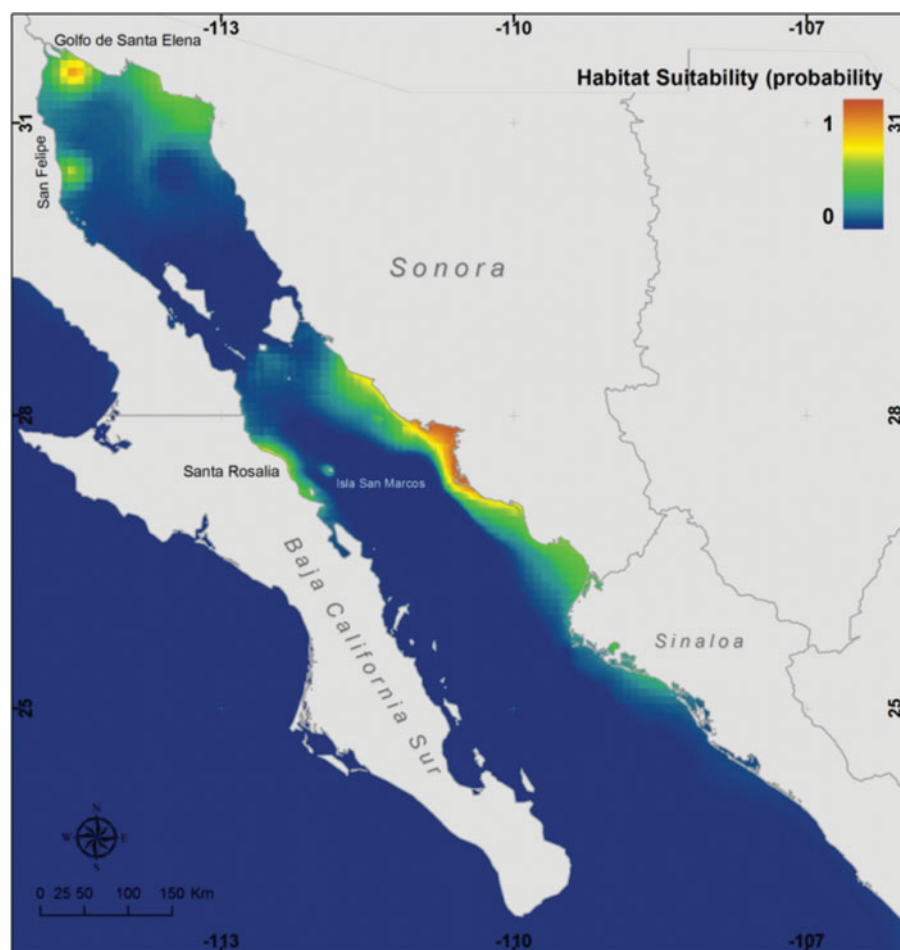 -113 -110 -107
Golfo de Santa Elena
Habitat Suitability (probability
31
1
31
San Felipe
0
Sonora
28
28
Santa Rosalia
Isla San Marcos
Baja California Sur
Sinaloa
25
25
N
W E
S
0 25 50 100 150 Km
-113 -110 -107